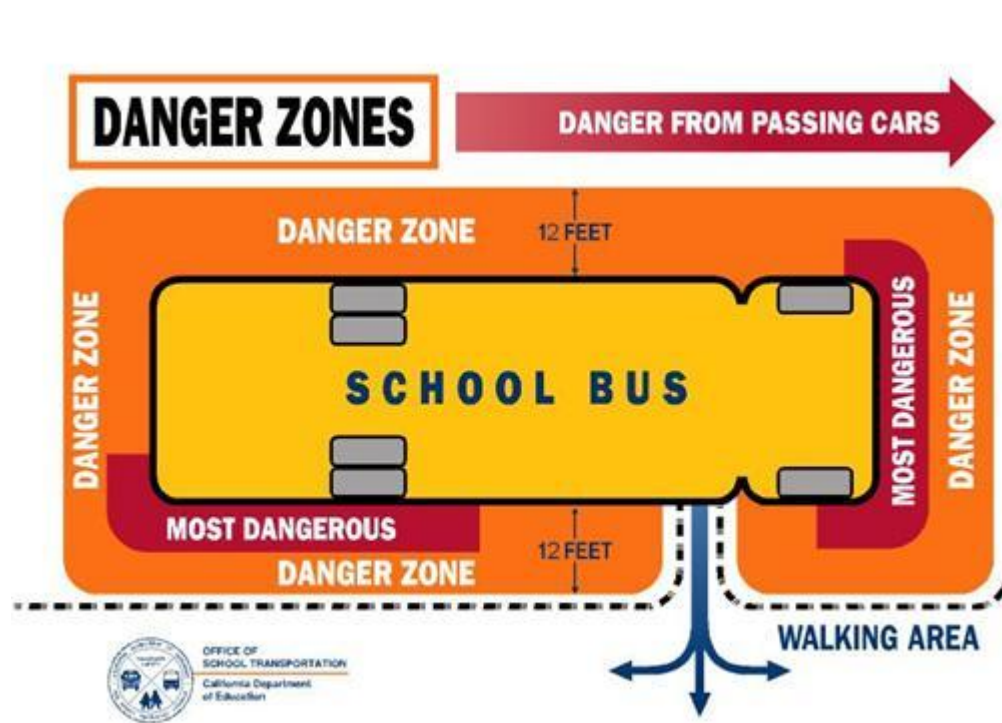 DANGER ZONES
DANGER FROM PASSING CARS
DANGER ZONE
12 FEET
DANGER ZONE
SCHOOL BUS
MOST DANGEROUS
DANGER ZONE
MOST DANGEROUS
12 FEET
DANGER ZONE
WALKING AREA
OFFICE OF
SCHOOL TRANSPORTATION
California Department
of Education